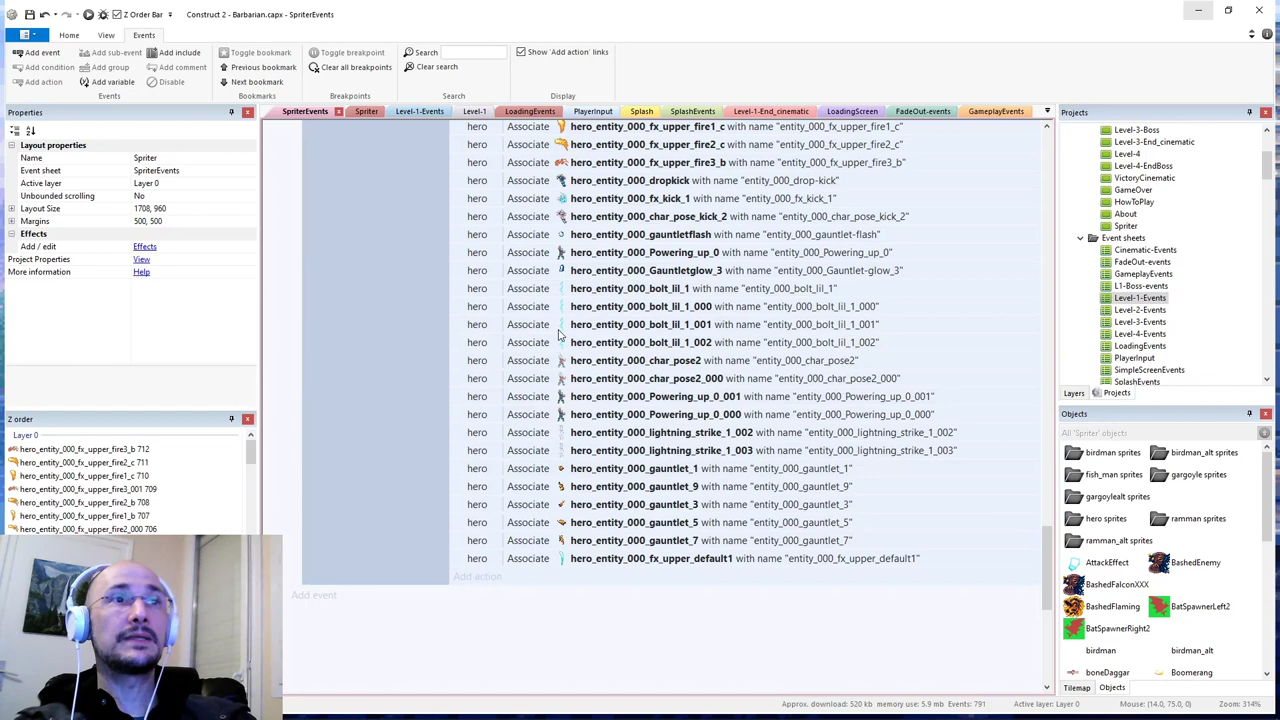 Z Order Bar
Construct 2 - Barbarian.capx - SpriterEvents
Home View Events
Add event Add sub-event Add include
Add condition Add group Add comment
Add action Add variable Disable
Events
Toggle bookmark
Previous bookmark
Next bookmark
Bookmarks
Toggle breakpoint
Clear all breakpoints
Breakpoints
Search
Clear search
Search
Show 'Add action' links
Display
Properties
Layout properties
Name Spriter
Event sheet SpriterEvents
Active layer Layer 0
Unbounded scrolling No
Layout Size 1708, 960
Margins 500, 500
Effects
Add / edit Effects
Project Properties View
More information Help
Z order
Layer 0
hero_entity_000_fx_upper_fire3_b 712
hero_entity_000_fx_upper_fire2_c 711
hero_entity_000_fx_upper_fire1_c 710
hero_entity_000_fx_upper_fire3_001 709
hero_entity_000_fx_upper_fire2_b 708
hero_entity_000_fx_upper_fire1_b 707
hero_entity_000_fx_upper_fire2_000 706
SpriterEvents Spriter Level-1-Events Level-1 LoadingEvents PlayerInput Splash SplashEvents Level-1-End_cinematic LoadingScreen FadeOut-events GameplayEvents
hero Associate hero_entity_000_fx_upper_fire1_c with name "entity_000_fx_upper_fire1_c"
hero Associate hero_entity_000_fx_upper_fire2_c with name "entity_000_fx_upper_fire2_c"
hero Associate hero_entity_000_fx_upper_fire3_b with name "entity_000_fx_upper_fire3_b"
hero Associate hero_entity_000_dropkick with name "entity_000_drop-kick"
hero Associate hero_entity_000_fx_kick_1 with name "entity_000_fx_kick_1"
hero Associate hero_entity_000_char_pose_kick_2 with name "entity_000_char_pose_kick_2"
hero Associate hero_entity_000_gauntletflash with name "entity_000_gauntlet-flash"
hero Associate hero_entity_000_Powering_up_0 with name "entity_000_Powering_up_0"
hero Associate hero_entity_000_Gauntletglow_3 with name "entity_000_Gauntlet-glow_3"
hero Associate hero_entity_000_bolt_lil_1 with name "entity_000_bolt_lil_1"
hero Associate hero_entity_000_bolt_lil_1_000 with name "entity_000_bolt_lil_1_000"
hero Associate hero_entity_000_bolt_lil_1_001 with name "entity_000_bolt_lil_1_001"
hero Associate hero_entity_000_bolt_lil_1_002 with name "entity_000_bolt_lil_1_002"
hero Associate hero_entity_000_char_pose2 with name "entity_000_char_pose2"
hero Associate hero_entity_000_char_pose2_000 with name "entity_000_char_pose2_000"
hero Associate hero_entity_000_Powering_up_0_001 with name "entity_000_Powering_up_0_001"
hero Associate hero_entity_000_Powering_up_0_000 with name "entity_000_Powering_up_0_000"
hero Associate hero_entity_000_lightning_strike_1_002 with name "entity_000_lightning_strike_1_002"
hero Associate hero_entity_000_lightning_strike_1_003 with name "entity_000_lightning_strike_1_003"
hero Associate hero_entity_000_gauntlet_1 with name "entity_000_gauntlet_1"
hero Associate hero_entity_000_gauntlet_9 with name "entity_000_gauntlet_9"
hero Associate hero_entity_000_gauntlet_3 with name "entity_000_gauntlet_3"
hero Associate hero_entity_000_gauntlet_5 with name "entity_000_gauntlet_5"
hero Associate hero_entity_000_gauntlet_7 with name "entity_000_gauntlet_7"
hero Associate hero_entity_000_fx_upper_default1 with name "entity_000_fx_upper_default1"
Add action
Add event
Projects
Level-3-Boss
Level-3-End_cinematic
Level-4
Level-4-EndBoss
VictoryCinematic
GameOver
HowToPlay
About
Spriter
Event sheets
Cinematic-Events
FadeOut-events
GameplayEvents
L1-Boss-events
Level-1-Events
Level-2-Events
Level-3-Events
Level-4-Events
LoadingEvents
PlayerInput
SimpleScreenEvents
SplashEvents
Layers Projects
Objects
All 'Spriter' objects
birdman sprites birdman_alt sprites
fish_man sprites gargoyle sprites
gargoylealt sprites
hero sprites ramman sprites
ramman_alt sprites
AttackEffect BashedEnemy
BashedFalconXXX
BashedFlaming BatSpawnerLeft2
BatSpawnerRight2
birdman birdman_alt
boneDaggar Boomerang
Tilemap Objects
Approx. download: 520 kb memory use: 5.9 mb Events: 791 Active layer: Layer 0 Mouse: (14.0, 75.0, 0) Zoom: 314%